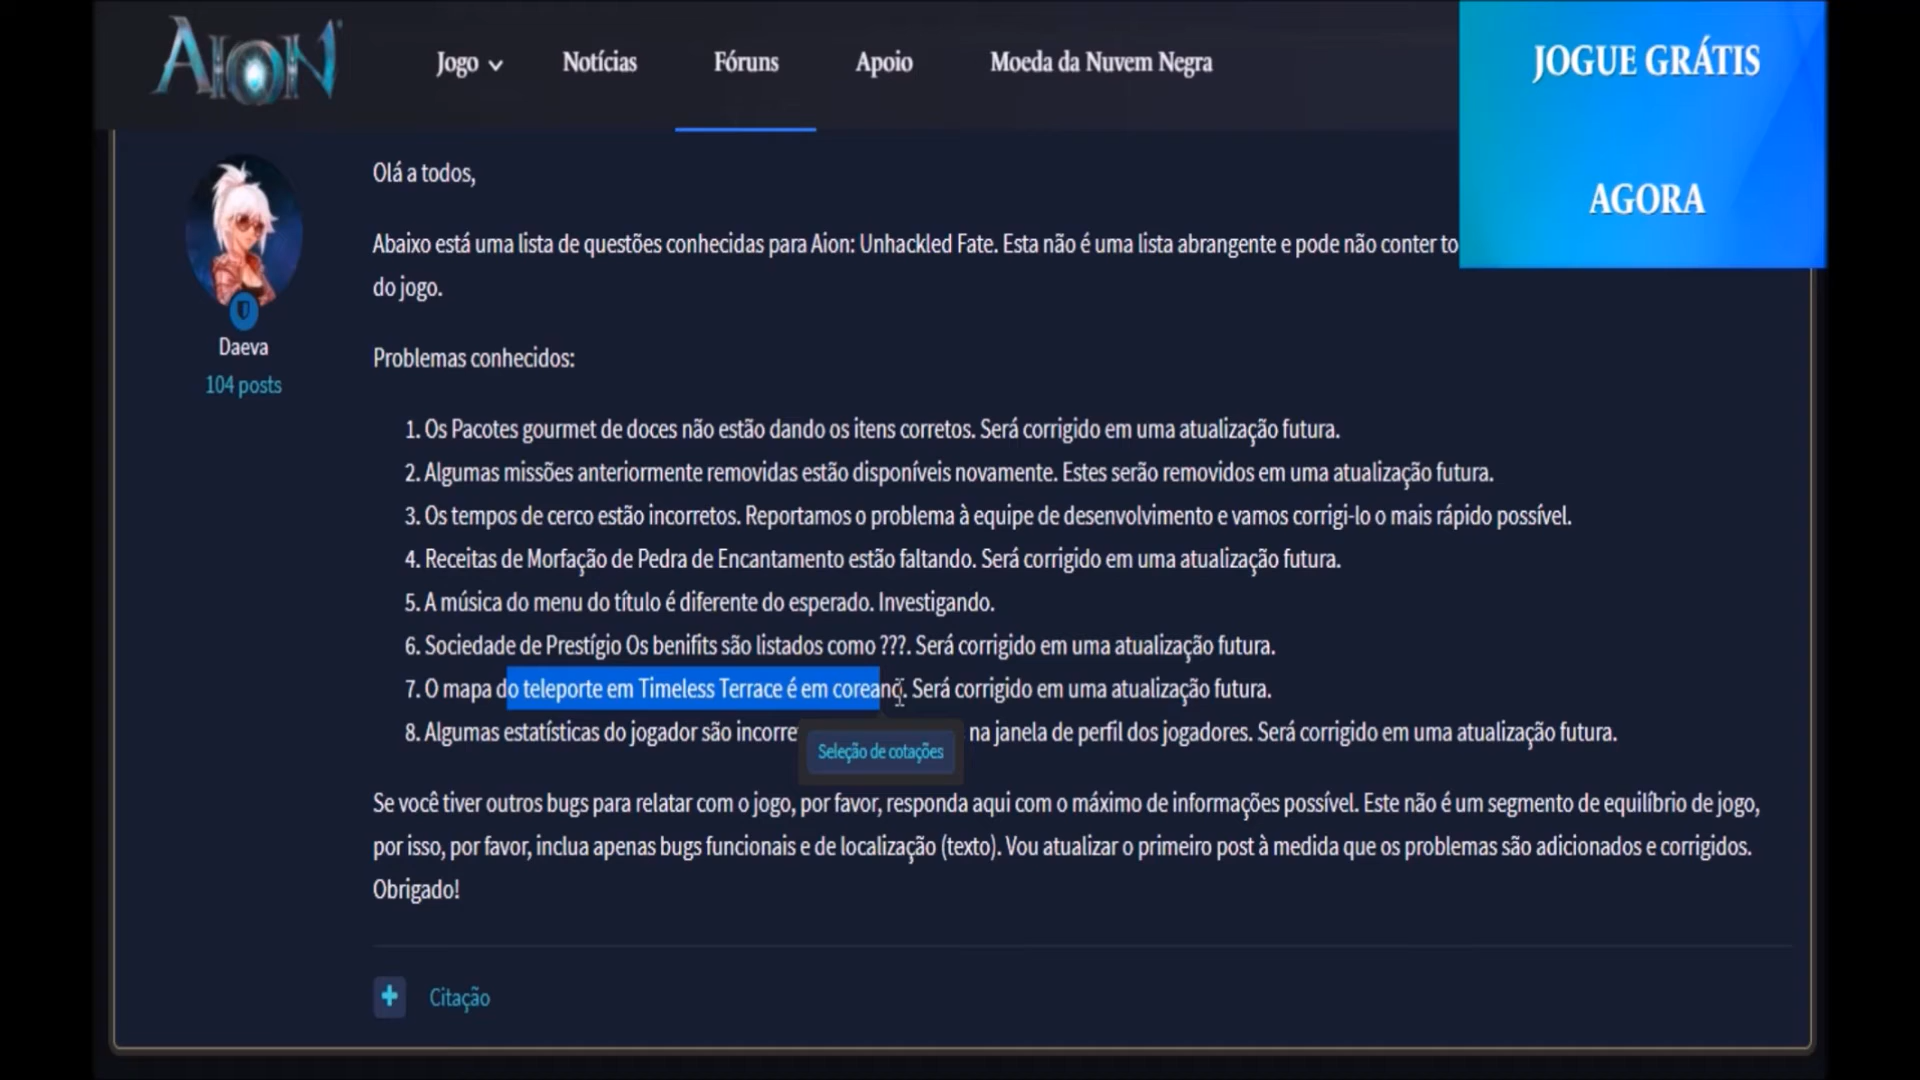 AION
Jogo
Notícias
Fóruns
Apoio
Moeda da Nuvem Negra
JOGUE GRÁTIS
AGORA
Daeva
104 posts
Olá a todos,
Abaixo está uma lista de questões conhecidas para Aion: Unhackled Fate. Esta não é uma lista abrangente e pode não conter to
do jogo.
Problemas conhecidos:
1. Os Pacotes gourmet de doces não estão dando os itens corretos. Será corrigido em uma atualização futura.
2. Algumas missões anteriormente removidas estão disponíveis novamente. Estes serão removidos em uma atualização futura.
3. Os tempos de cerco estão incorretos. Reportamos o problema à equipe de desenvolvimento e vamos corrigi-lo o mais rápido possível.
4. Receitas de Morfação de Pedra de Encantamento estão faltando. Será corrigido em uma atualização futura.
5. A música do menu do título é diferente do esperado. Investigando.
6. Sociedade de Prestígio Os benifits são listados como ???. Será corrigido em uma atualização futura.
7. O mapa do teleporte em Timeless Terrace é em coreano. Será corrigido em uma atualização futura.
8. Algumas estatísticas do jogador são incorre na janela de perfil dos jogadores. Será corrigido em uma atualização futura.
Seleção de cotações
Se você tiver outros bugs para relatar com o jogo, por favor, responda aqui com o máximo de informações possível. Este não é um segmento de equilíbrio de jogo,
por isso, por favor, inclua apenas bugs funcionais e de localização (texto). Vou atualizar o primeiro post à medida que os problemas são adicionados e corrigidos.
Obrigado!
+ Citação